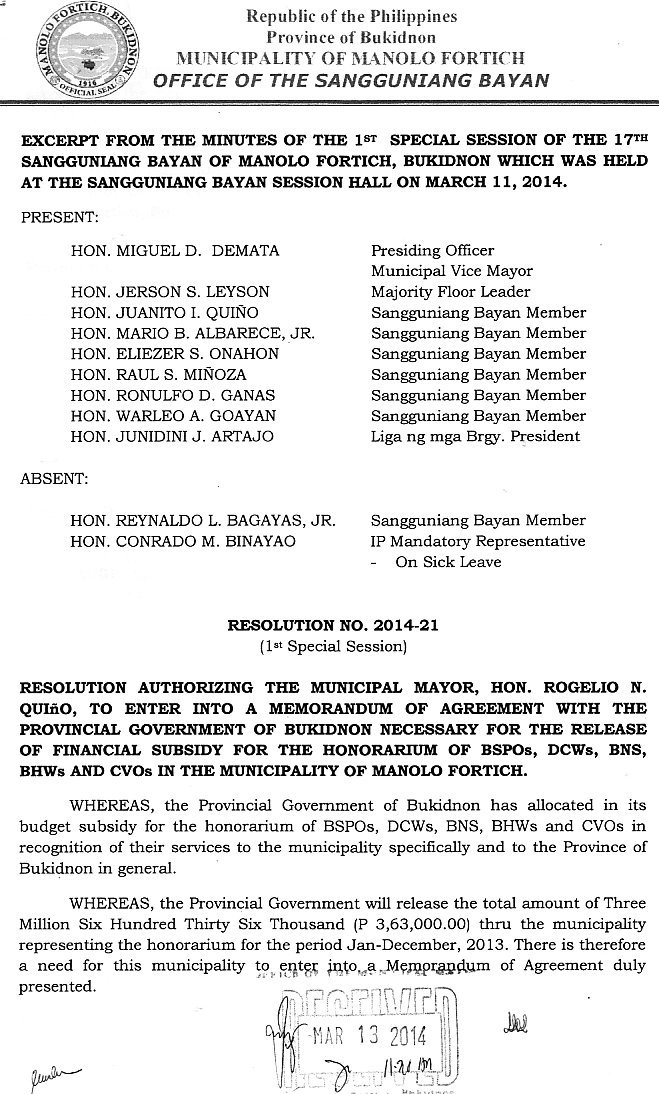 MANOLO FORTICH, BUKIDNON
1916
OFFICIAL SEAL
Republic of the Philippines
Province of Bukidnon
MUNICIPALITY OF MANOLO FORTICH
OFFICE OF THE SANGGUNIANG BAYAN
EXCERPT FROM THE MINUTES OF THE 1ST SPECIAL SESSION OF THE 17TH
SANGGUNIANG BAYAN OF MANOLO FORTICH, BUKIDNON WHICH WAS HELD
AT THE SANGGUNIANG BAYAN SESSION HALL ON MARCH 11, 2014.
PRESENT:
HON. MIGUEL D. DEMATA Presiding Officer
Municipal Vice Mayor
HON. JERSON S. LEYSON Majority Floor Leader
HON. JUANITO I. QUIÑO Sangguniang Bayan Member
HON. MARIO B. ALBARECE, JR. Sangguniang Bayan Member
HON. ELIEZER S. ONAHON Sangguniang Bayan Member
HON. RAUL S. MIÑOZA Sangguniang Bayan Member
HON. RONULFO D. GANAS Sangguniang Bayan Member
HON. WARLEO A. GOAYAN Sangguniang Bayan Member
HON. JUNIDINI J. ARTAJO Liga ng mga Brgy. President
ABSENT:
HON. REYNALDO L. BAGAYAS, JR. Sangguniang Bayan Member
HON. CONRADO M. BINAYAO IP Mandatory Representative
- On Sick Leave
RESOLUTION NO. 2014-21
(1st Special Session)
RESOLUTION AUTHORIZING THE MUNICIPAL MAYOR, HON. ROGELIO N.
QUIñO, TO ENTER INTO A MEMORANDUM OF AGREEMENT WITH THE
PROVINCIAL GOVERNMENT OF BUKIDNON NECESSARY FOR THE RELEASE
OF FINANCIAL SUBSIDY FOR THE HONORARIUM OF BSPOs, DCWs, BNS,
BHWs AND CVOs IN THE MUNICIPALITY OF MANOLO FORTICH.
WHEREAS, the Provincial Government of Bukidnon has allocated in its
budget subsidy for the honorarium of BSPOs, DCWs, BNS, BHWs and CVOs in
recognition of their services to the municipality specifically and to the Province of
Bukidnon in general.
WHEREAS, the Provincial Government will release the total amount of Three
Million Six Hundred Thirty Six Thousand (P 3,63,000.00) thru the municipality
representing the honorarium for the period Jan-December, 2013. There is therefore
a need for this municipality to enter into a Memorandum of Agreement duly
presented.
RECEIVED
MAR 13 2014